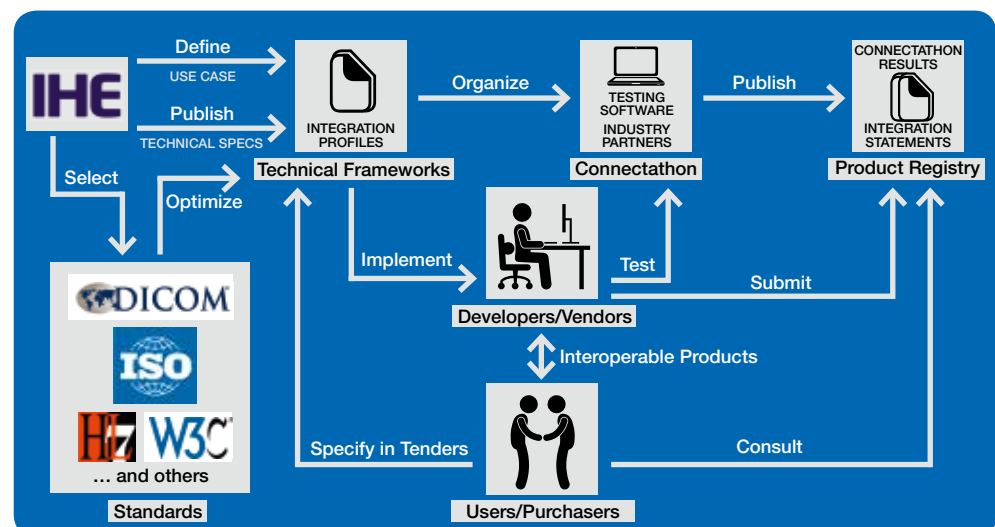 IHE
Define
USE CASE
Publish
TECHNICAL SPECS
INTEGRATION
PROFILES
Technical Frameworks
Organize
TESTING
SOFTWARE
INDUSTRY
PARTNERS
Connectathon
Publish
CONNECTATHON
RESULTS
INTEGRATION
STATEMENTS
Product Registry
Select
Optimize
Implement
Test
Submit
Developers/Vendors
Interoperable Products
DICOM
ISO
HL7
W3C
… and others
Standards
Specify in Tenders
Consult
Users/Purchasers